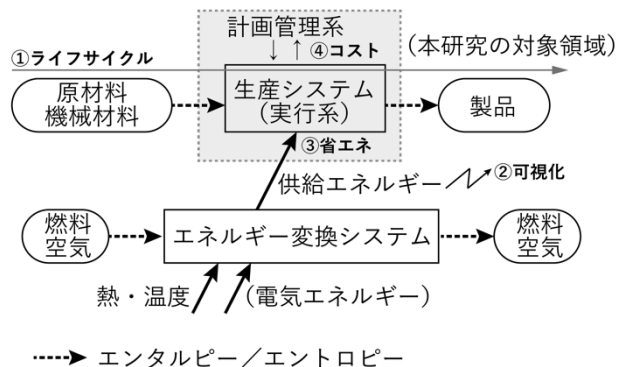 計画管理系
①ライフサイクル
↓ ↑ ④コスト
(本研究の対象領域)
原材料
機械材料
生産システム
(実行系)
製品
③省エネ
供給エネルギー
②可視化
燃料
空気
エネルギー変換システム
燃料
空気
熱・温度
(電気エネルギー)
エンタルピー／エントロピー